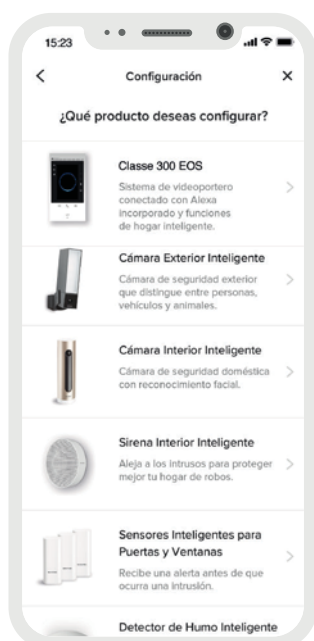 15:23
Configuración
¿Qué producto deseas configurar?
Classe 300 EOS
Sistema de videoportero
conectado con Alexa
incorporado y funciones
de hogar inteligente.
Cámara Exterior Inteligente
Cámara de seguridad exterior
que distingue entre personas,
vehículos y animales.
Cámara Interior Inteligente
Cámara de seguridad doméstica
con reconocimiento facial.
Sirena Interior Inteligente
Aleja a los intrusos para proteger
mejor tu hogar de robos.
Sensores Inteligentes para
Puertas y Ventanas
Recibe una alerta antes de que
ocurra una intrusión.
Detector de Humo Inteligente